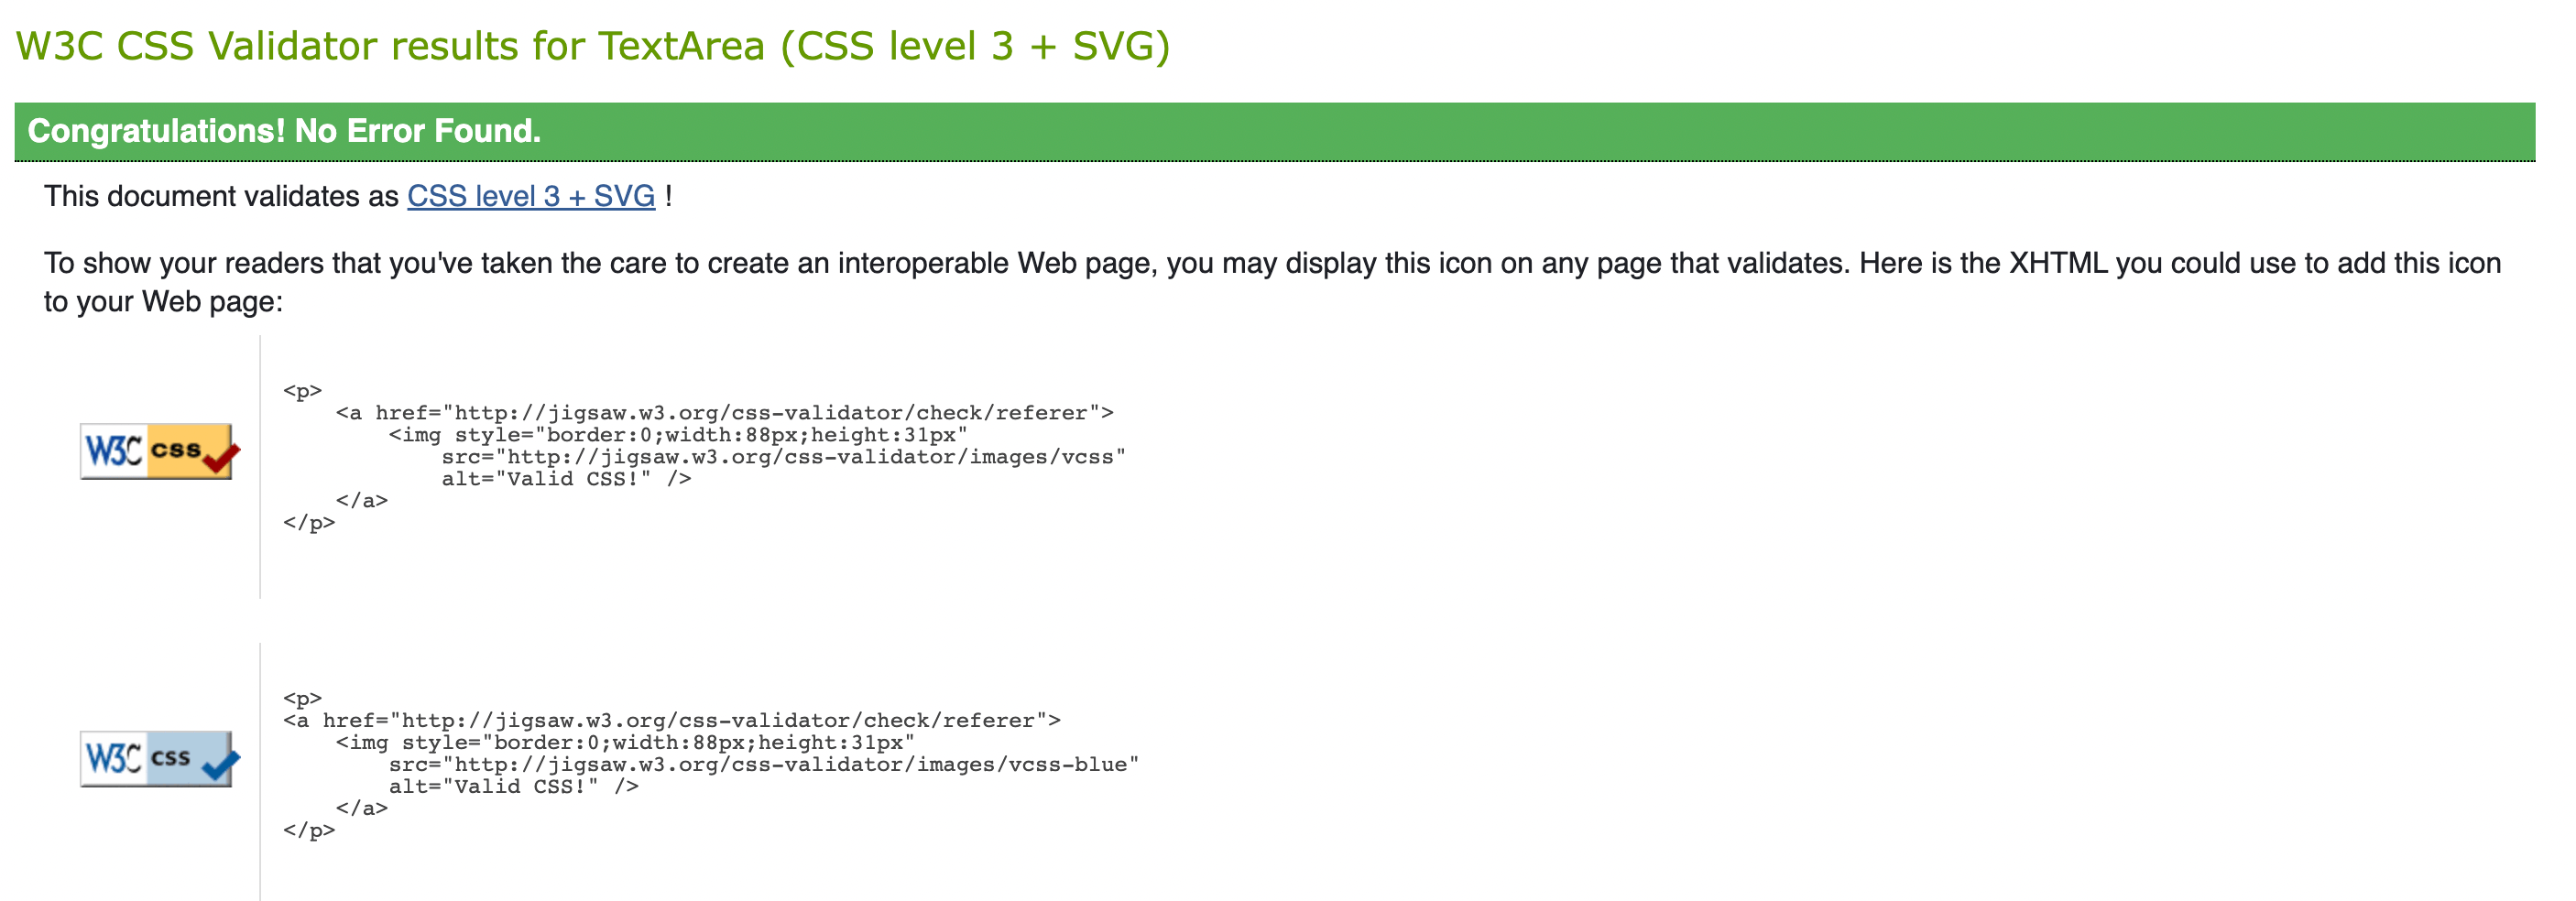 W3C CSS Validator results for TextArea (CSS level 3 + SVG)
Congratulations! No Error Found.
This document validates as CSS level 3 + SVG !
To show your readers that you've taken the care to create an interoperable Web page, you may display this icon on any page that validates. Here is the XHTML you could use to add this icon
to your Web page:
W3C css
<p>
    <a href="http://jigsaw.w3.org/css-validator/check/referer">
        <img style="border:0;width:88px;height:31px"
            src="http://jigsaw.w3.org/css-validator/images/vcss"
            alt="Valid CSS!" />
    </a>
</p>
W3C css
<p>
<a href="http://jigsaw.w3.org/css-validator/check/referer">
    <img style="border:0;width:88px;height:31px"
        src="http://jigsaw.w3.org/css-validator/images/vcss-blue"
        alt="Valid CSS!" />
    </a>
</p>